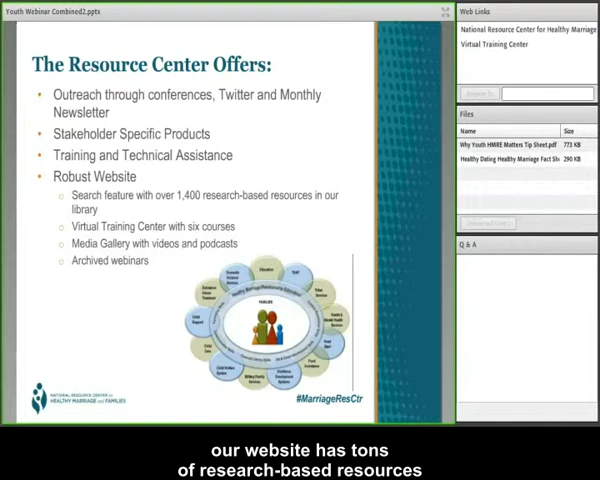 Youth Webinar Combined2.pptx
The Resource Center Offers:
• Outreach through conferences, Twitter and Monthly
Newsletter
• Stakeholder Specific Products
• Training and Technical Assistance
• Robust Website
o Search feature with over 1,400 research-based resources in our
library
o Virtual Training Center with six courses
o Media Gallery with videos and podcasts
o Archived webinars
Education
Healthy Marriage/Relationship Education
FAMILIES
Child
Support
Child
Care
NATIONAL RESOURCE CENTER for
HEALTHY MARRIAGE and FAMILIES
#MarriageResCtr
Web Links
National Resource Center for Healthy Marriage
Virtual Training Center
Files
Name Size
Why Youth HMRE Matters Tip Sheet.pdf 773 KB
Healthy Dating Healthy Marriage Fact She 290 KB
Q & A
our website has tons
of research-based resources